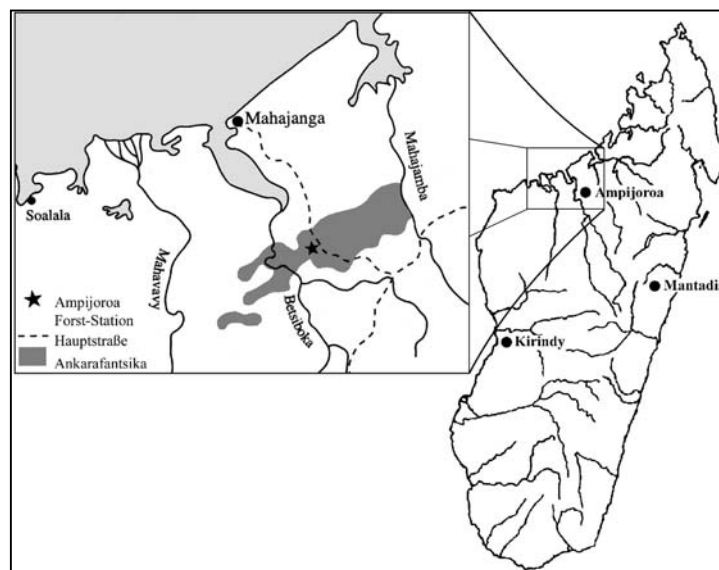 Mahajanga
Mahajamba
Soalala
Mahavavy
Betsiboka
Ampijoroa
Forst-Station
Hauptstraße
Ankarafantsika
Ampijoroa
Mantadia
Kirindy